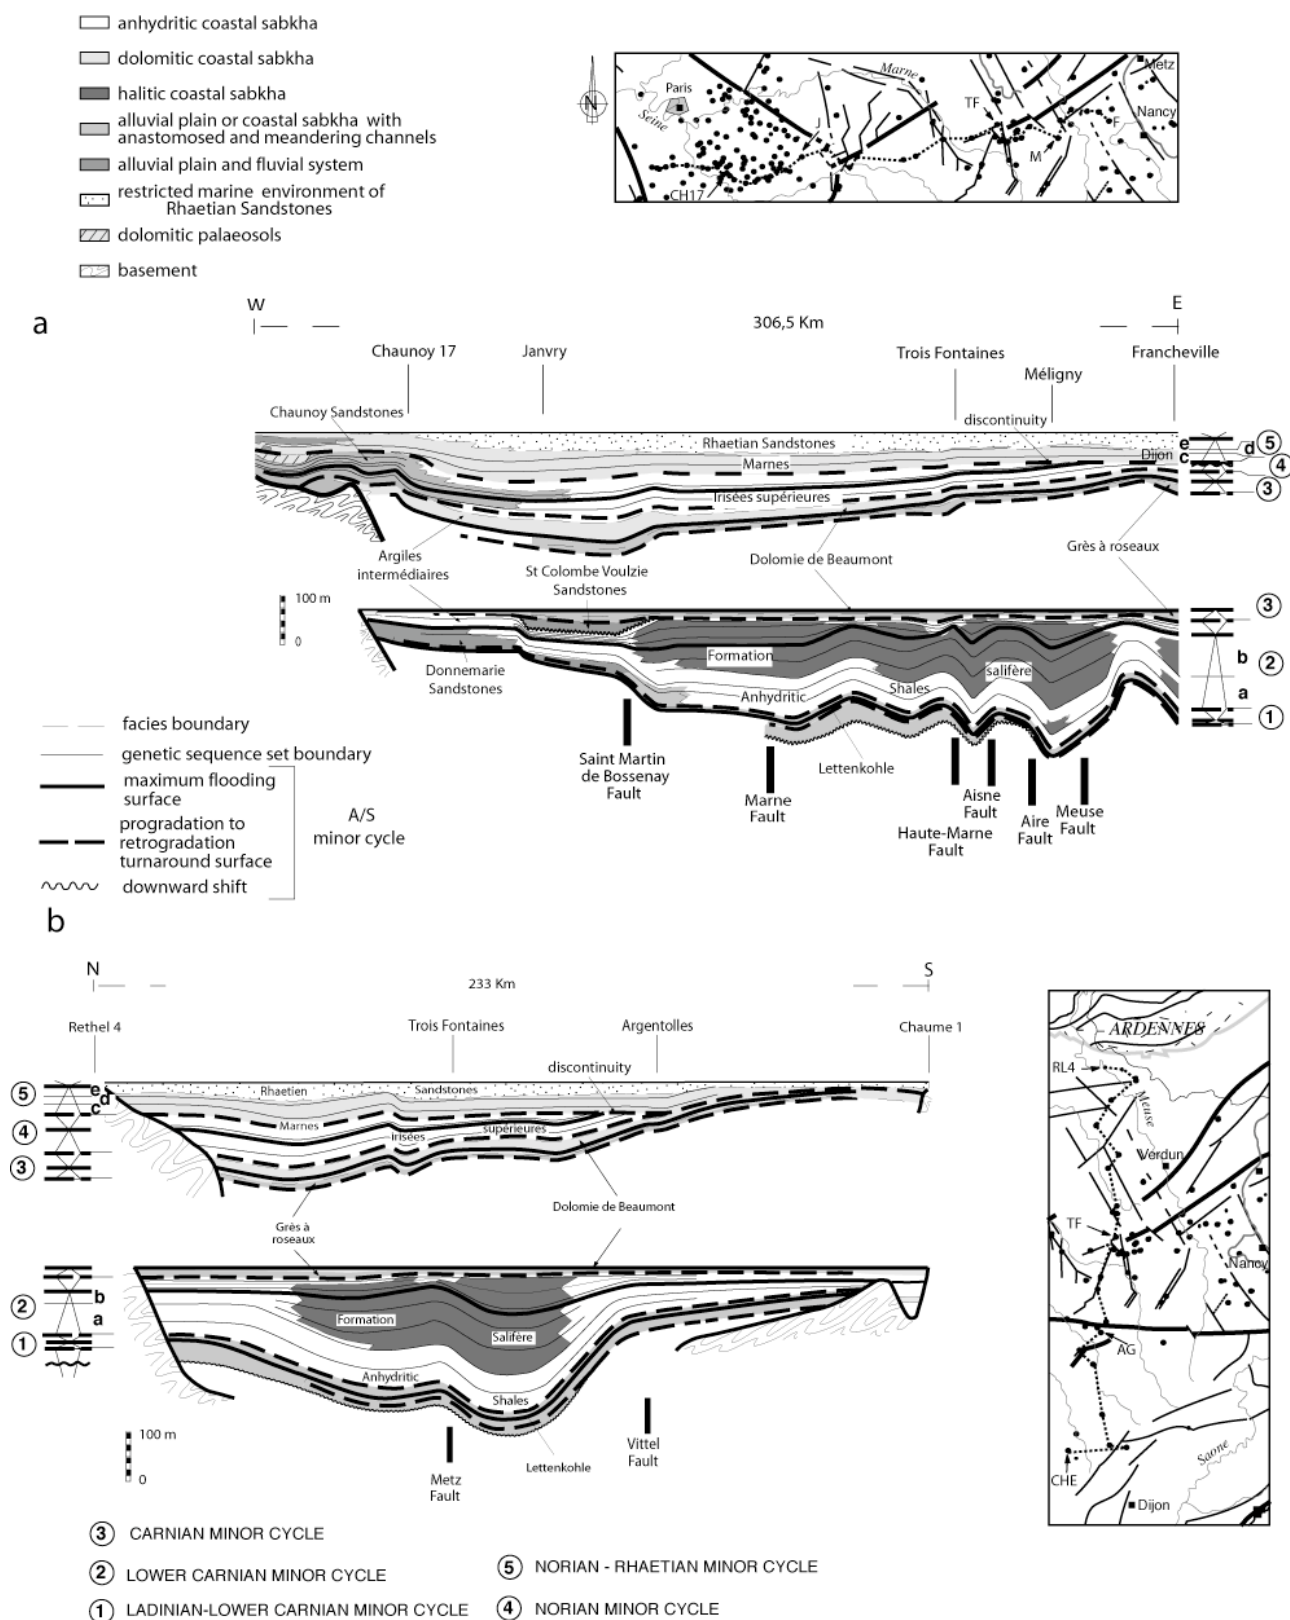 anhydritic coastal sabkha
dolomitic coastal sabkha
halitic coastal sabkha
alluvial plain or coastal sabkha with
anastomosed and meandering channels
alluvial plain and fluvial system
restricted marine environment of
Rhaetian Sandstones
dolomitic palaeosols
basement
N
Paris
Seine
Marne
J
TF
Metz
F
Nancy
M
CH17
a
W
E
306,5 Km
Chaunoy 17
Janvry
Trois Fontaines
Francheville
Méligny
Chaunoy Sandstones
discontinuity
Rhaetian Sandstones
e
d
5
Marnes
Dijon
c
4
Irisées supérieures
3
Argiles
intermédiaires
St Colombe Voulzie
Sandstones
Dolomie de Beaumont
Grès à roseaux
100 m
0
3
Formation
salifère
b
2
Donnemarie
Sandstones
Anhydritic
Shales
a
1
Lettenkohle
Saint Martin
de Bossenay
Fault
Marne
Fault
Haute-Marne
Fault
Aisne
Fault
Aire
Fault
Meuse
Fault
facies boundary
genetic sequence set boundary
maximum flooding
surface
progradation to
retrogradation
turnaround surface
downward shift
A/S
minor cycle
b
N
S
233 Km
Rethel 4
Trois Fontaines
Argentolles
Chaume 1
discontinuity
5
e
d
c
Rhaetien
Sandstones
4
Marnes
Irisées
supérieures
3
Grès à
roseaux
Dolomie de Beaumont
2
b
a
Formation
Salifère
1
Anhydritic
Shales
100 m
0
Metz
Fault
Lettenkohle
Vittel
Fault
ARDENNES
RL4
Meuse
Verdun
TF
Nancy
AG
Saone
CHE
Dijon
3 CARNIAN MINOR CYCLE
2 LOWER CARNIAN MINOR CYCLE
1 LADINIAN-LOWER CARNIAN MINOR CYCLE
5 NORIAN - RHAETIAN MINOR CYCLE
4 NORIAN MINOR CYCLE